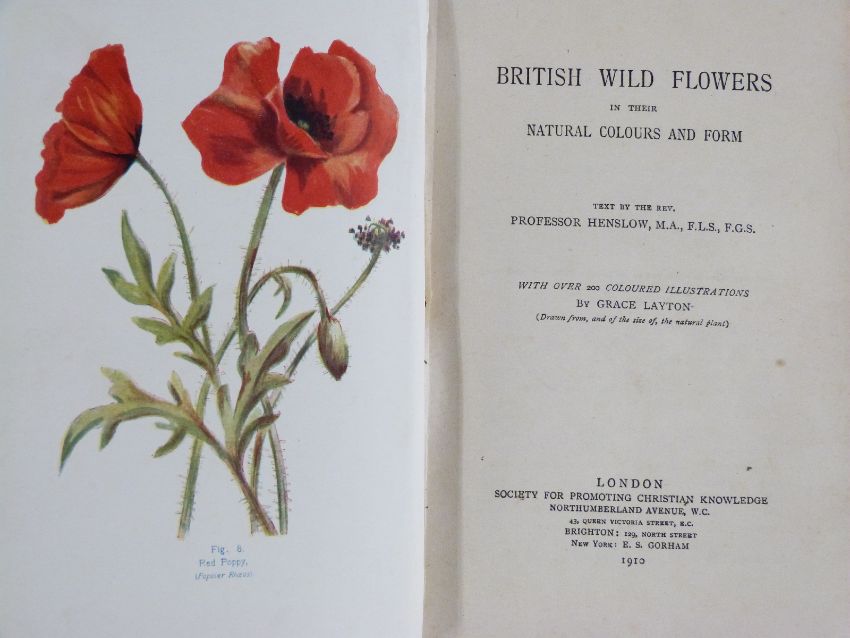 Fig. 8.
Red Poppy,
(Papaver Rhœas)
BRITISH WILD FLOWERS
IN THEIR
NATURAL COLOURS AND FORM
TEXT BY THE REV.
PROFESSOR HENSLOW, M.A., F.L.S., F.G.S.
WITH OVER 200 COLOURED ILLUSTRATIONS
BY GRACE LAYTON
(Drawn from, and of the size of, the natural plant)
LONDON
SOCIETY FOR PROMOTING CHRISTIAN KNOWLEDGE
NORTHUMBERLAND AVENUE, W.C.
43, QUEEN VICTORIA STREET, E.C.
BRIGHTON: 129, NORTH STREET
NEW YORK: E. S. GORHAM
1910